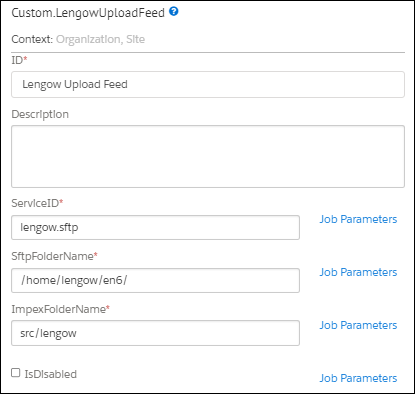 Custom.LengowUploadFeed ?
Context: Organization, Site
ID*
Lengow Upload Feed
Description
ServiceID*
lengow.sftp Job Parameters
SftpFolderName*
/home/lengow/en6/ Job Parameters
ImpexFolderName*
src/lengow Job Parameters
IsDisabled Job Parameters